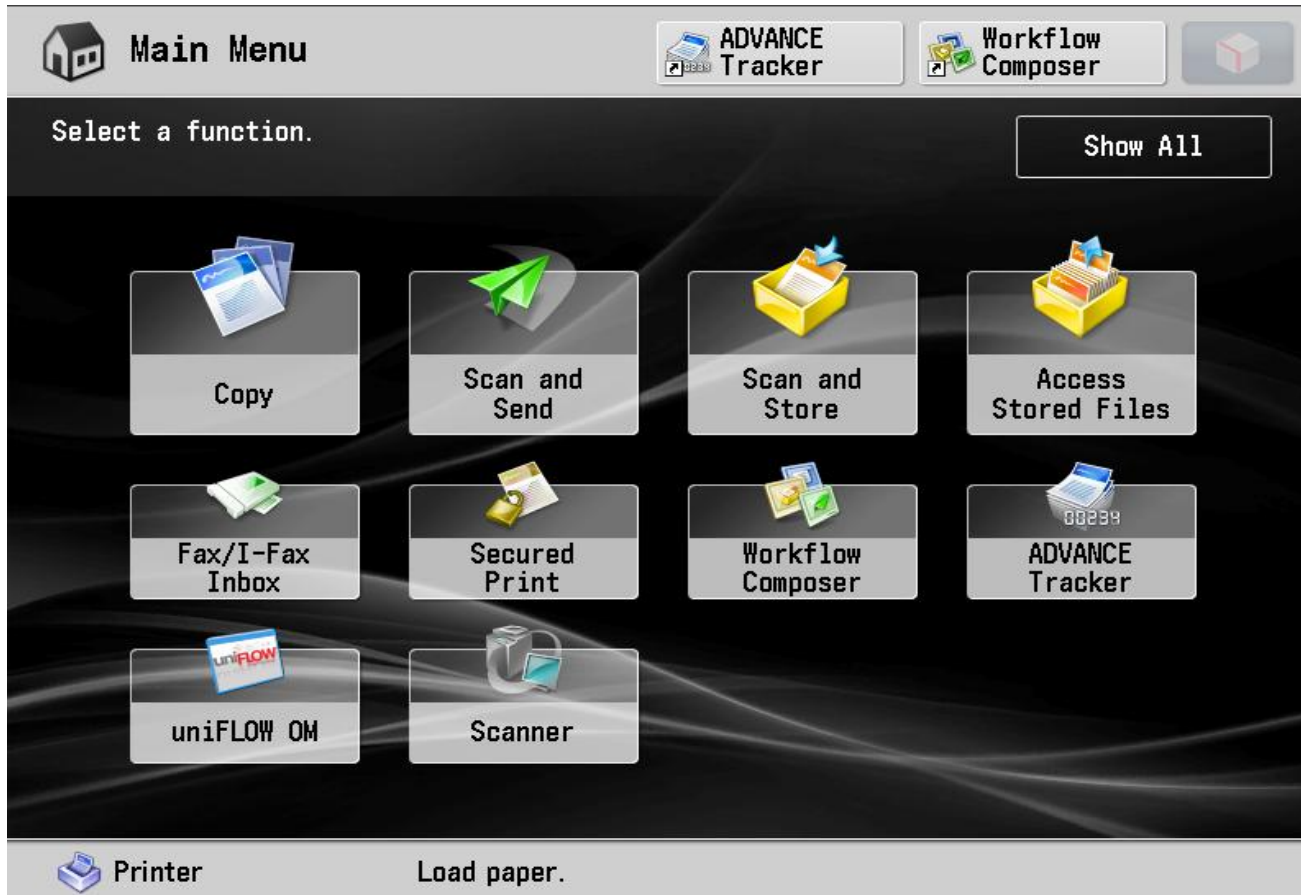 Main Menu
ADVANCE
Tracker
Workflow
Composer
Select a function.
Show All
Copy
Scan and
Send
Scan and
Store
Access
Stored Files
Fax/I-Fax
Inbox
Secured
Print
Workflow
Composer
00239
ADVANCE
Tracker
uniFLOW
uniFLOW OM
Scanner
Printer
Load paper.